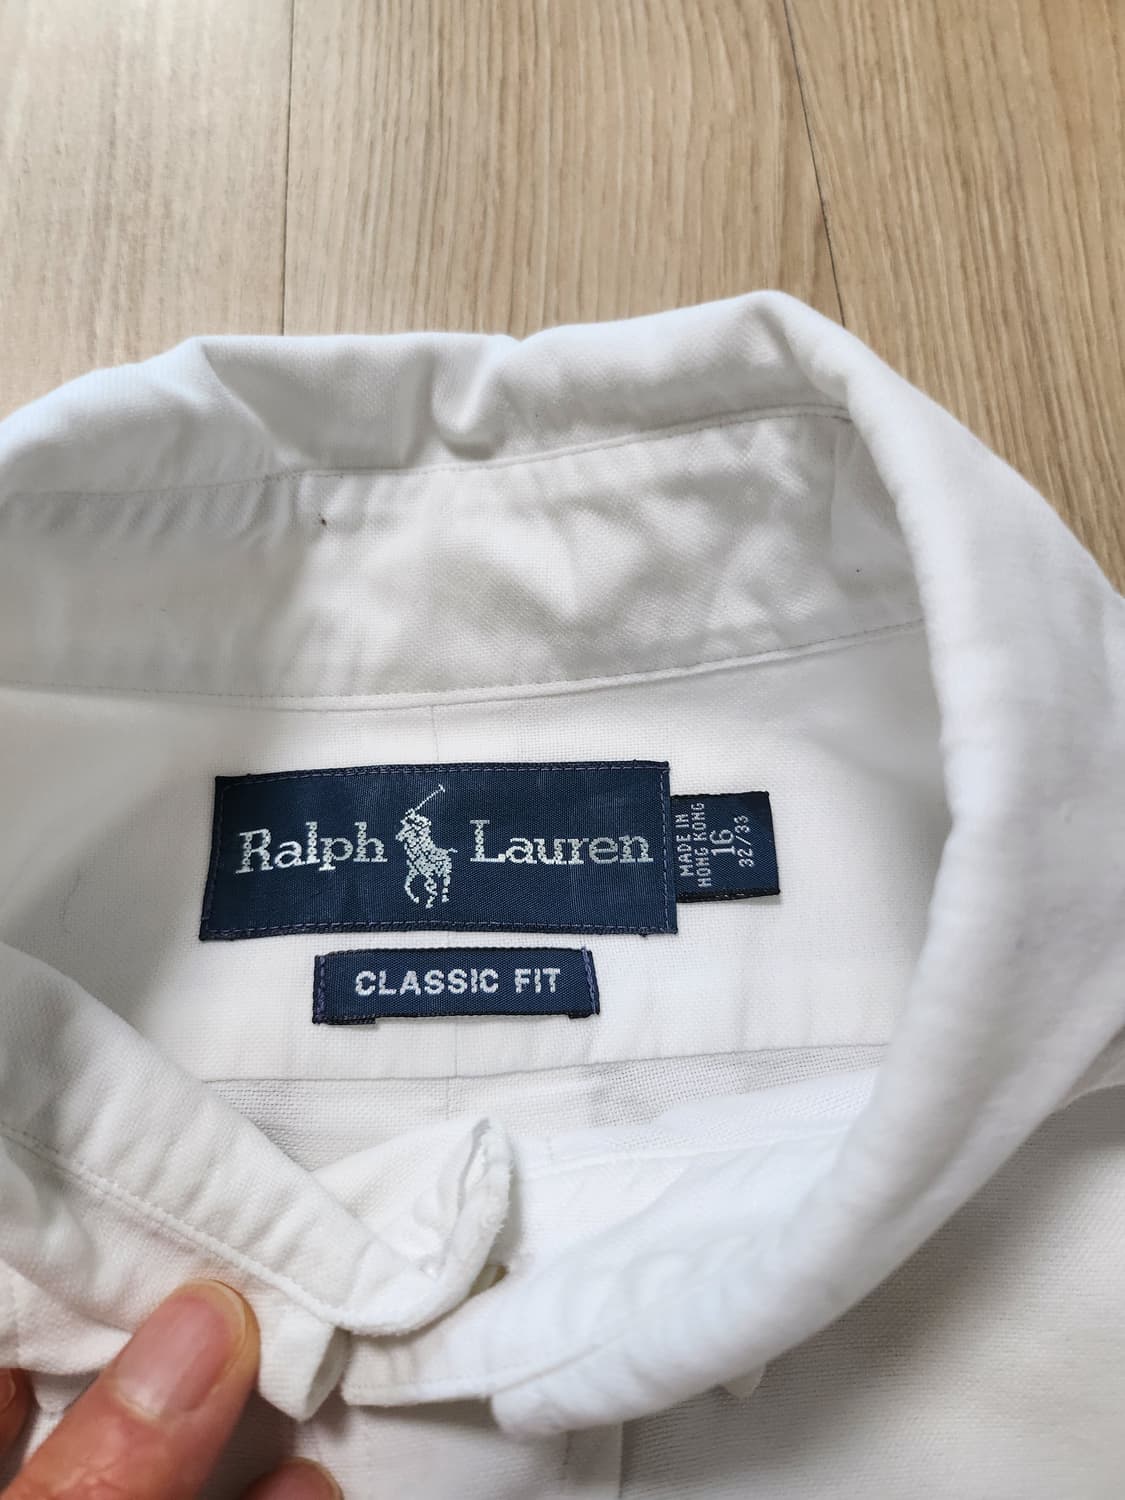 Ralph Lauren
MADE IN
HONG KONG
16
32/33
CLASSIC FIT